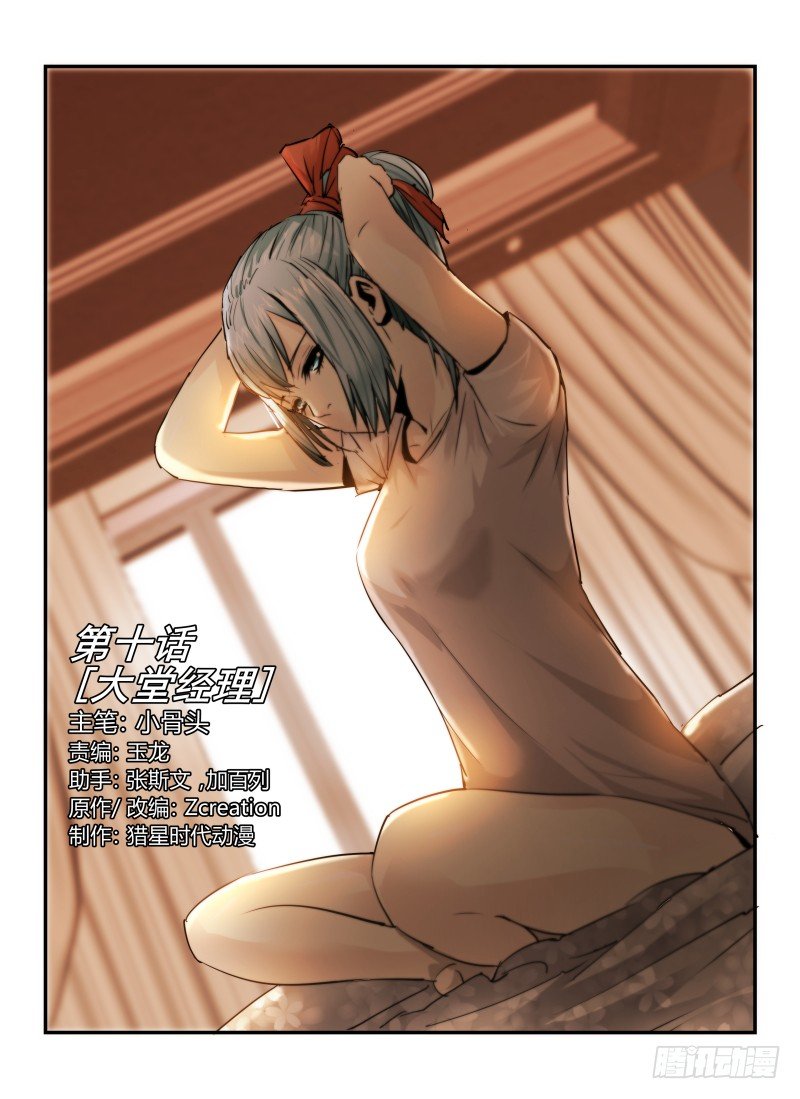 第十话
[大堂经理]
主笔: 小骨头
责编: 玉龙
助手: 张斯文 ,加百列
原作/ 改编: Zcreation
制作: 猎星时代动漫
腾讯动漫